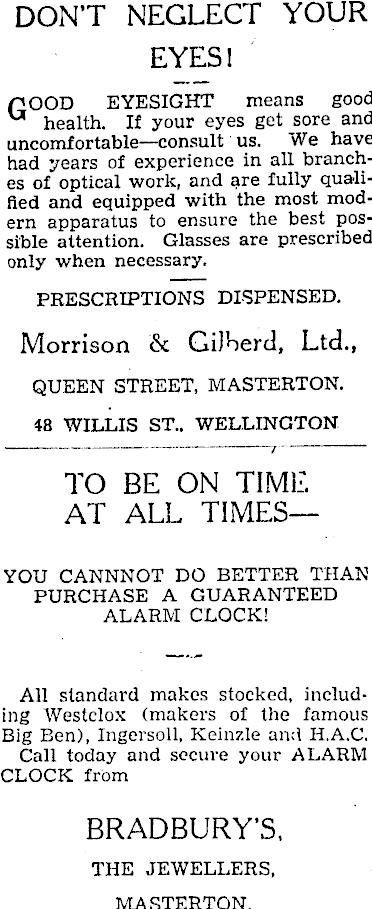 DON'T NEGLECT YOUR
EYES!
GOOD EYESIGHT means good
health. If your eyes get sore and
uncomfortable—consult us. We have
had years of experience in all branch-
es of optical work, and are fully quali-
fied and equipped with the most mod-
ern apparatus to ensure the best pos-
sible attention. Glasses are prescribed
only when necessary.
PRESCRIPTIONS DISPENSED.
Morrison & Gilberd, Ltd.,
QUEEN STREET, MASTERTON.
48 WILLIS ST., WELLINGTON
TO BE ON TIME
AT ALL TIMES—
YOU CANNNOT DO BETTER THAN
PURCHASE A GUARANTEED
ALARM CLOCK!
All standard makes stocked, includ-
ing Westclox (makers of the famous
Big Ben), Ingersoll, Keinzle and H.A.C.
Call today and secure your ALARM
CLOCK from
BRADBURY'S,
THE JEWELLERS,
MASTERTON.